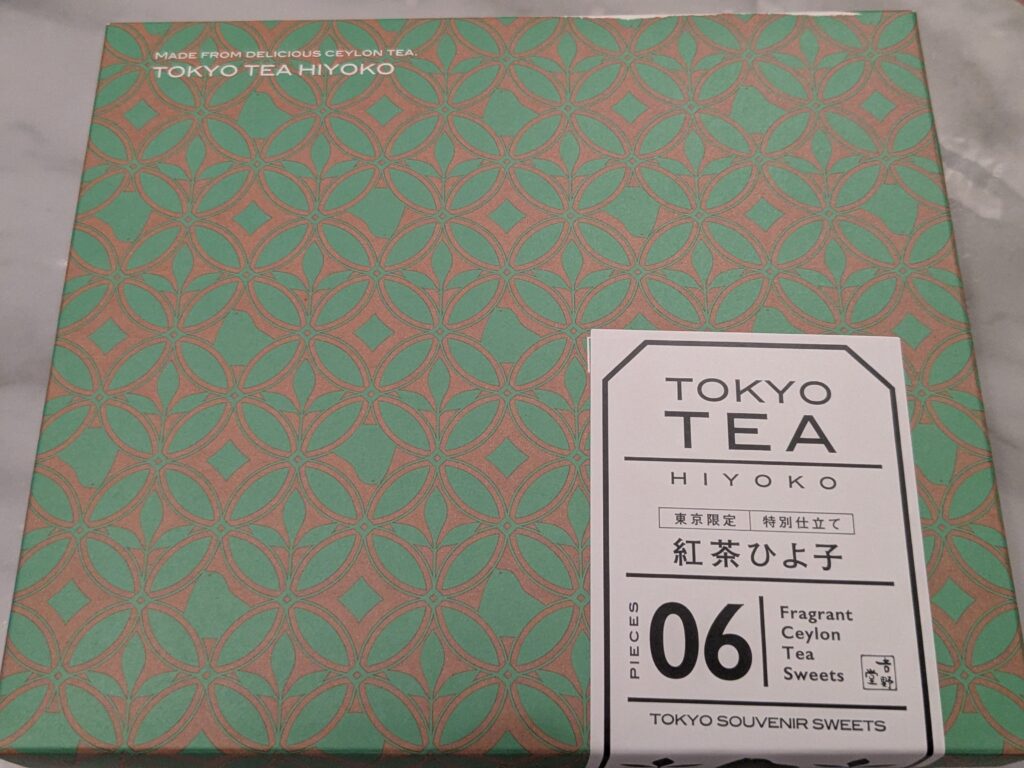 MADE FROM DELICIOUS CEYLON TEA.
TOKYO TEA HIYOKO
TOKYO
TEA
HIYOKO
東京限定 特別仕立て
紅茶ひよ子
PIECES
06
Fragrant
Ceylon
Tea
Sweets
吉野
堂
TOKYO SOUVENIR SWEETS